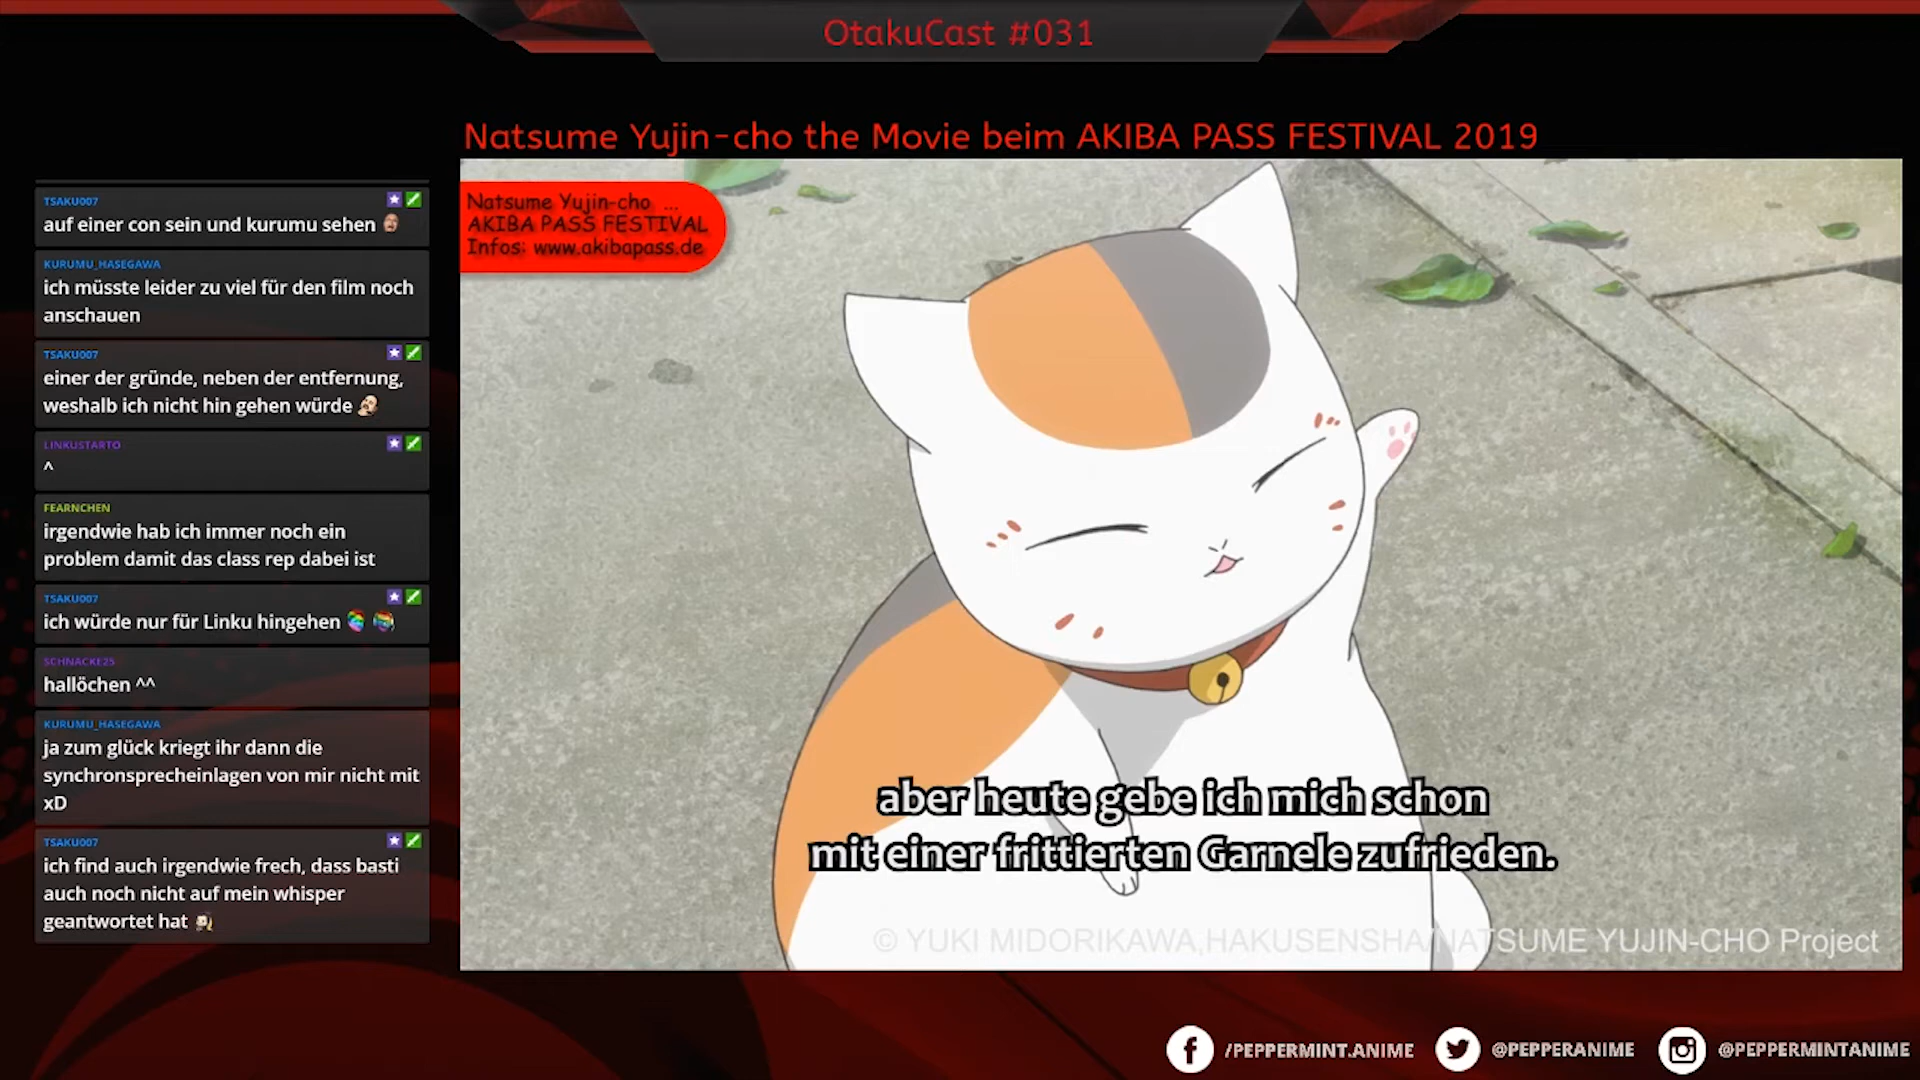 OtakuCast #031
Natsume Yujin-cho the Movie beim AKIBA PASS FESTIVAL 2019
Natsume Yujin-cho ...
AKIBA PASS FESTIVAL
Infos: www.akibapass.de
TSAKU007
auf einer con sein und kurumu sehen
KURUMU_HASEGAWA
ich müsste leider zu viel für den film noch
anschauen
TSAKU007
einer der gründe, neben der entfernung,
weshalb ich nicht hin gehen würde
LINKUSTARTO
^
FEARNCHEN
irgendwie hab ich immer noch ein
problem damit das class rep dabei ist
TSAKU007
ich würde nur für Linku hingehen
SCHNACKE25
hallöchen ^^
KURUMU_HASEGAWA
ja zum glück kriegt ihr dann die
synchronsprecheinlagen von mir nicht mit
xD
TSAKU007
ich find auch irgendwie frech, dass basti
auch noch nicht auf mein whisper
geantwortet hat
aber heute gebe ich mich schon
mit einer frittierten Garnele zufrieden.
© YUKI MIDORIKAWA,HAKUSENSHA/NATSUME YUJIN-CHO Project
/PEPPERMINT.ANIME
@PEPPERANIME
@PEPPERMINTANIME